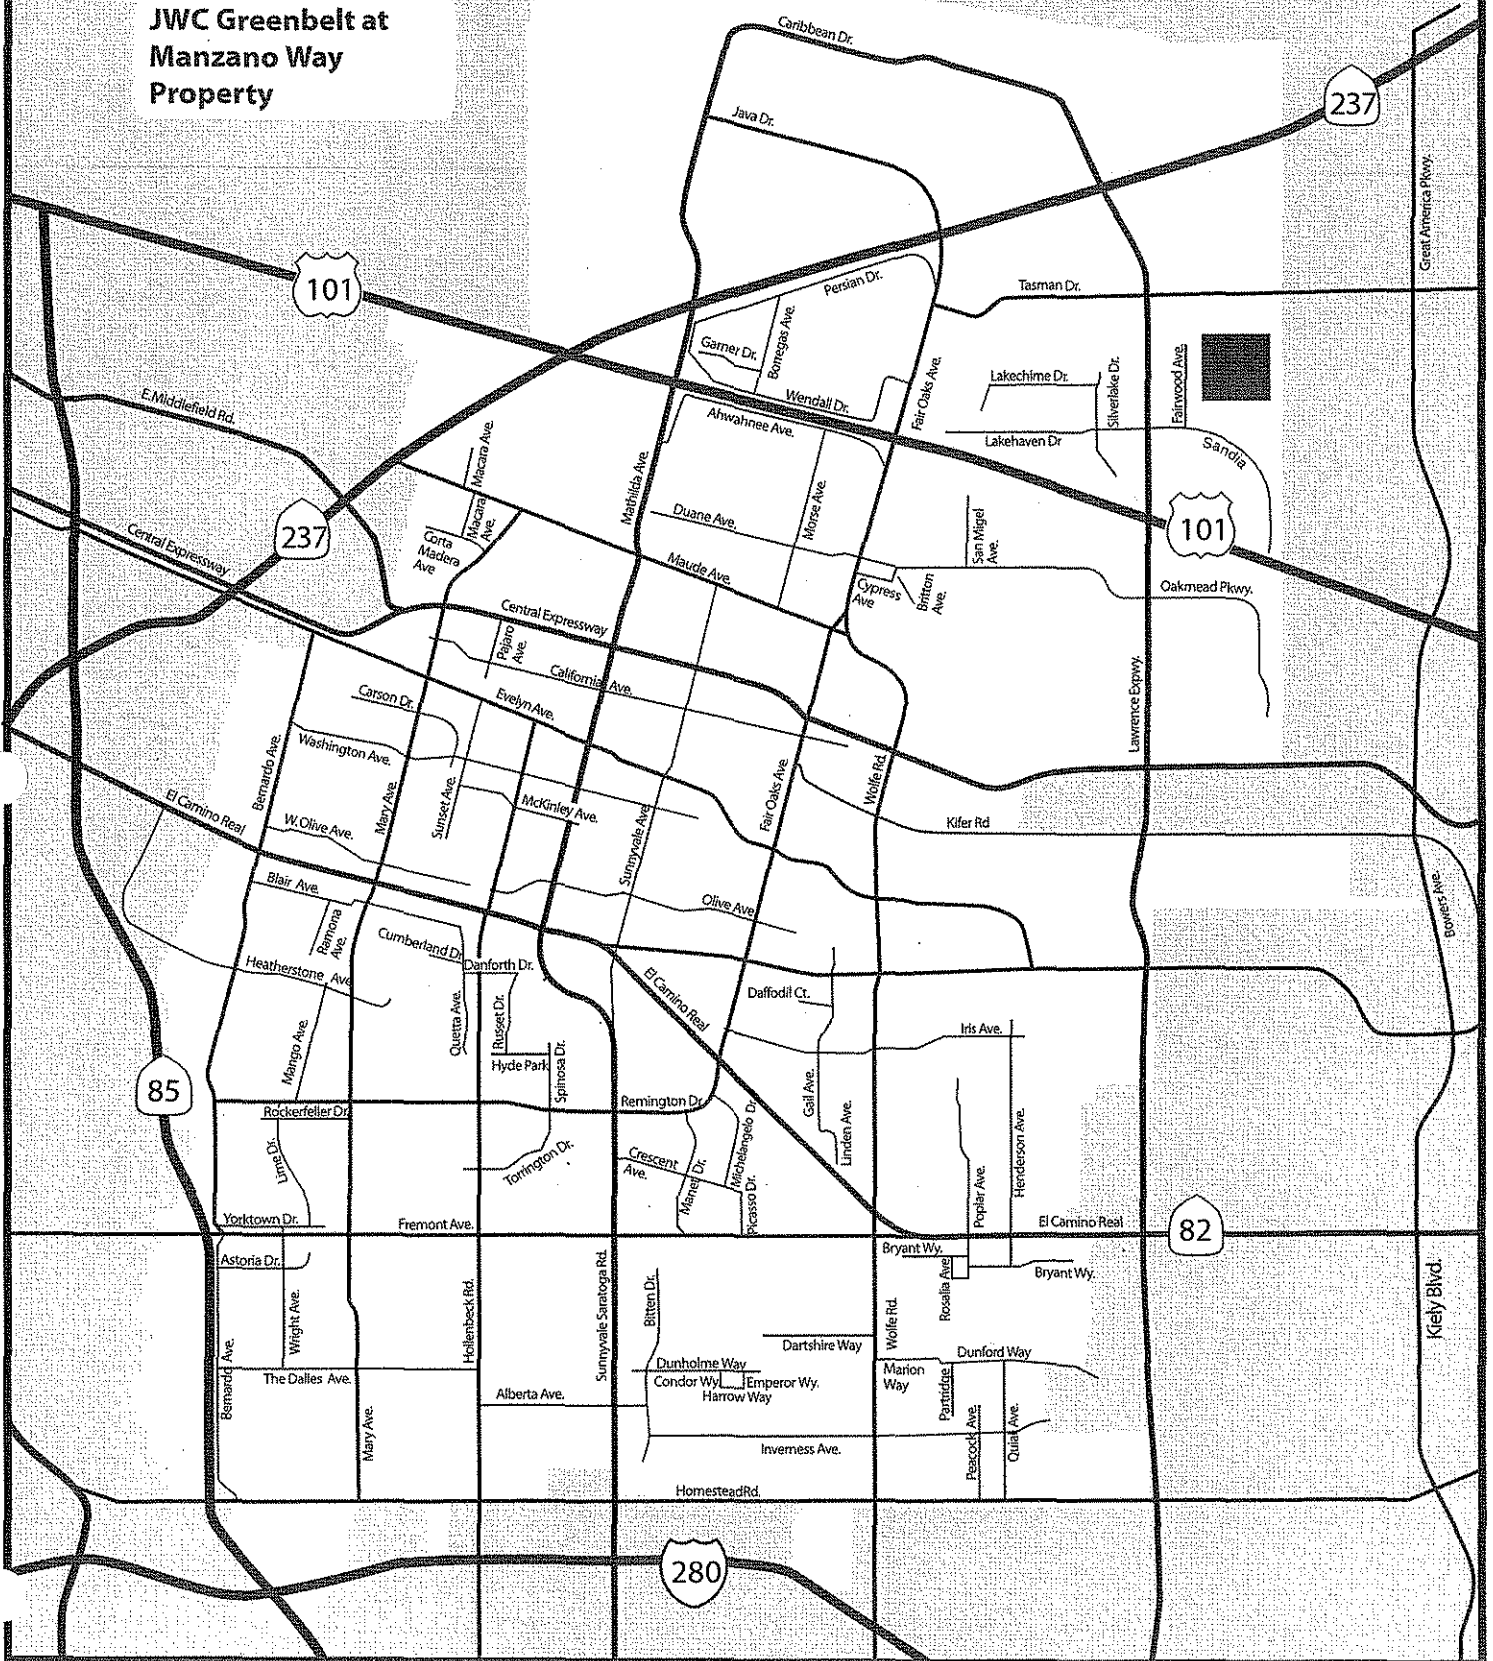 JWC Greenbelt at
Manzano Way
Property
Caribbean Dr.
Java Dr.
237
Great America Pkwy.
101
Persian Dr.
Tasman Dr.
Borregas Ave.
Garner Dr.
Fair Oaks Ave.
Lakechime Dr.
Silverlake Dr.
Fairwood Ave.
Wendall Dr.
E. Middlefield Rd.
Ahwahnee Ave.
Lakehaven Dr
Sandia
Macara Ave.
Mathilda Ave.
Macara
Ave.
Morse Ave.
Duane Ave.
San Migel
Ave.
101
237
Central Expressway
Corta
Madera
Ave
Maude Ave.
Cypress
Ave
Britton
Ave.
Oakmead Pkwy.
Central Expressway
Pajaro
Ave.
California Ave.
Lawrence Expwy.
Carson Dr.
Evelyn Ave.
Washington Ave.
Bernardo Ave.
Mary Ave.
Sunset Ave.
McKinley Ave.
Sunnyvale Ave.
Fair Oaks Ave.
Wolfe Rd.
El Camino Real
W. Olive Ave.
Kifer Rd
Blair Ave.
Olive Ave.
Bowers Ave.
Ramona
Ave.
Cumberland Dr.
Danforth Dr.
Heatherstone Ave.
El Camino Real
Daffodil Ct.
Quetta Ave.
Russet Dr.
Iris Ave.
Mango Ave.
Hyde Park
Spinosa Dr.
85
Gail Ave.
Rockerfeller Dr.
Remington Dr.
Michelangelo Dr.
Linden Ave.
Henderson Ave.
Lime Dr.
Torrington Dr.
Crescent
Ave.
Manet Dr.
Picasso Dr.
Poplar Ave.
Yorktown Dr.
Fremont Ave.
El Camino Real
82
Astoria Dr.
Bryant Wy.
Rosalia Ave.
Bryant Wy.
Wright Ave.
Hollenbeck Rd.
Sunnyvale Saratoga Rd.
Bitten Dr.
Wolfe Rd.
Kiely Blvd.
Dartshire Way
Dunford Way
Bernardo Ave.
The Dalles Ave.
Dunholme Way
Condor Wy.
Emperor Wy.
Harrow Way
Marion
Way
Partridge
Alberta Ave.
Mary Ave.
Inverness Ave.
Peacock Ave.
Quial Ave.
HomesteadRd.
280